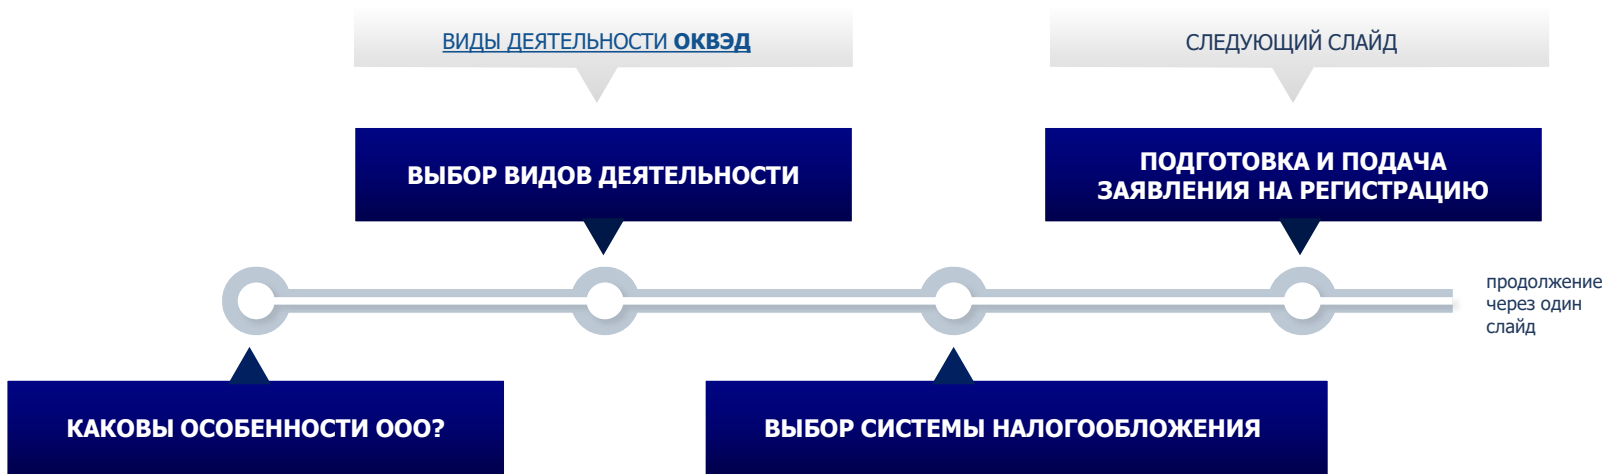 ВИДЫ ДЕЯТЕЛЬНОСТИ ОКВЭД
СЛЕДУЮЩИЙ СЛАЙД
ВЫБОР ВИДОВ ДЕЯТЕЛЬНОСТИ
ПОДГОТОВКА И ПОДАЧА
ЗАЯВЛЕНИЯ НА РЕГИСТРАЦИЮ
продолжение
через один
слайд
КАКОВЫ ОСОБЕННОСТИ ООО?
ВЫБОР СИСТЕМЫ НАЛОГООБЛОЖЕНИЯ